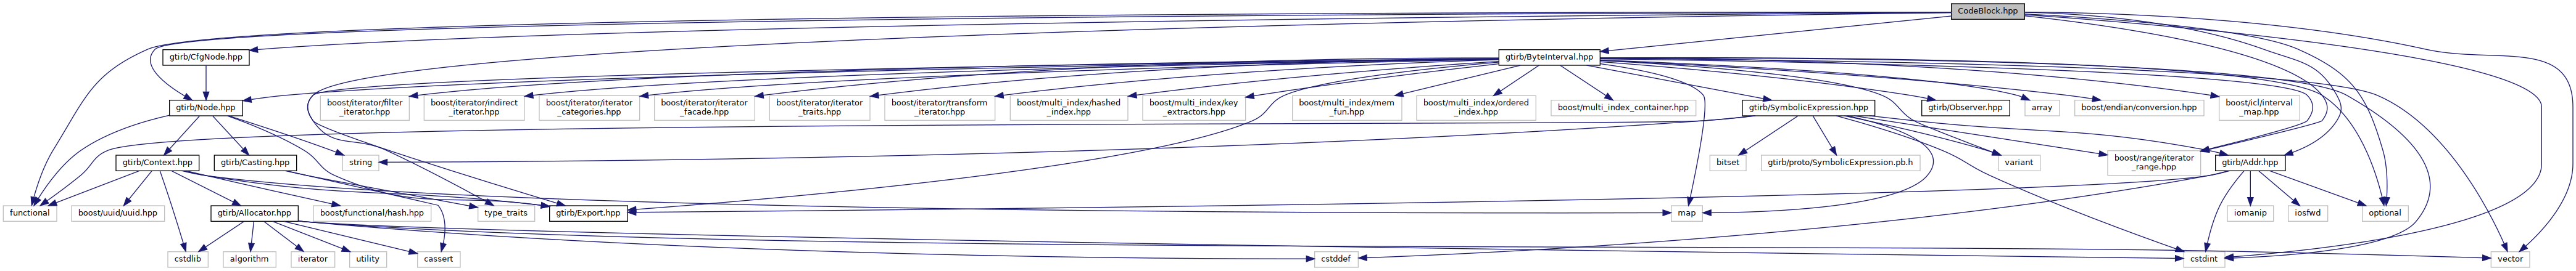 CodeBlock.hpp
gtirb/CfgNode.hpp
gtirb/ByteInterval.hpp
gtirb/Node.hpp
boost/iterator/filter
_iterator.hpp
boost/iterator/indirect
_iterator.hpp
boost/iterator/iterator
_categories.hpp
boost/iterator/iterator
_facade.hpp
boost/iterator/iterator
_traits.hpp
boost/iterator/transform
_iterator.hpp
boost/multi_index/hashed
_index.hpp
boost/multi_index/key
_extractors.hpp
boost/multi_index/mem
_fun.hpp
boost/multi_index/ordered
_index.hpp
boost/multi_index_container.hpp
gtirb/SymbolicExpression.hpp
gtirb/Observer.hpp
array
boost/endian/conversion.hpp
boost/icl/interval
_map.hpp
gtirb/Context.hpp
gtirb/Casting.hpp
string
bitset
gtirb/proto/SymbolicExpression.pb.h
variant
boost/range/iterator
_range.hpp
gtirb/Addr.hpp
functional
boost/uuid/uuid.hpp
gtirb/Allocator.hpp
boost/functional/hash.hpp
type_traits
gtirb/Export.hpp
map
iomanip
iosfwd
optional
cstdlib
algorithm
iterator
utility
cassert
cstddef
cstdint
vector